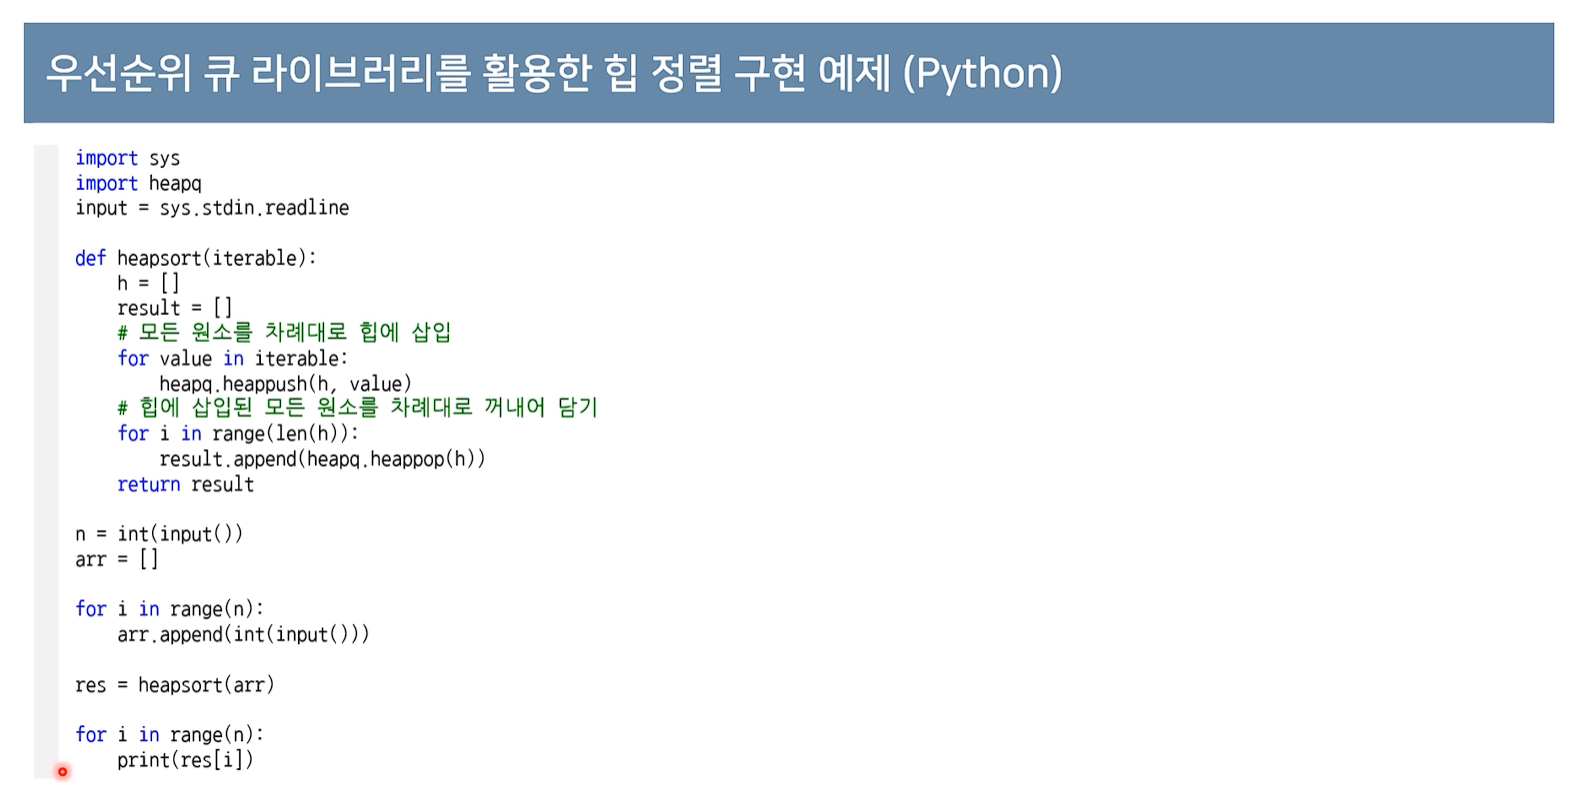 우선순위 큐 라이브러리를 활용한 힙 정렬 구현 예제 (Python)
import sys
import heapq
input = sys.stdin.readline
def heapsort(iterable):
    h = []
    result = []
    # 모든 원소를 차례대로 힙에 삽입
    for value in iterable:
        heapq.heappush(h, value)
    # 힙에 삽입된 모든 원소를 차례대로 꺼내어 담기
    for i in range(len(h)):
        result.append(heapq.heappop(h))
    return result
n = int(input())
arr = []
for i in range(n):
    arr.append(int(input()))
res = heapsort(arr)
for i in range(n):
    print(res[i])